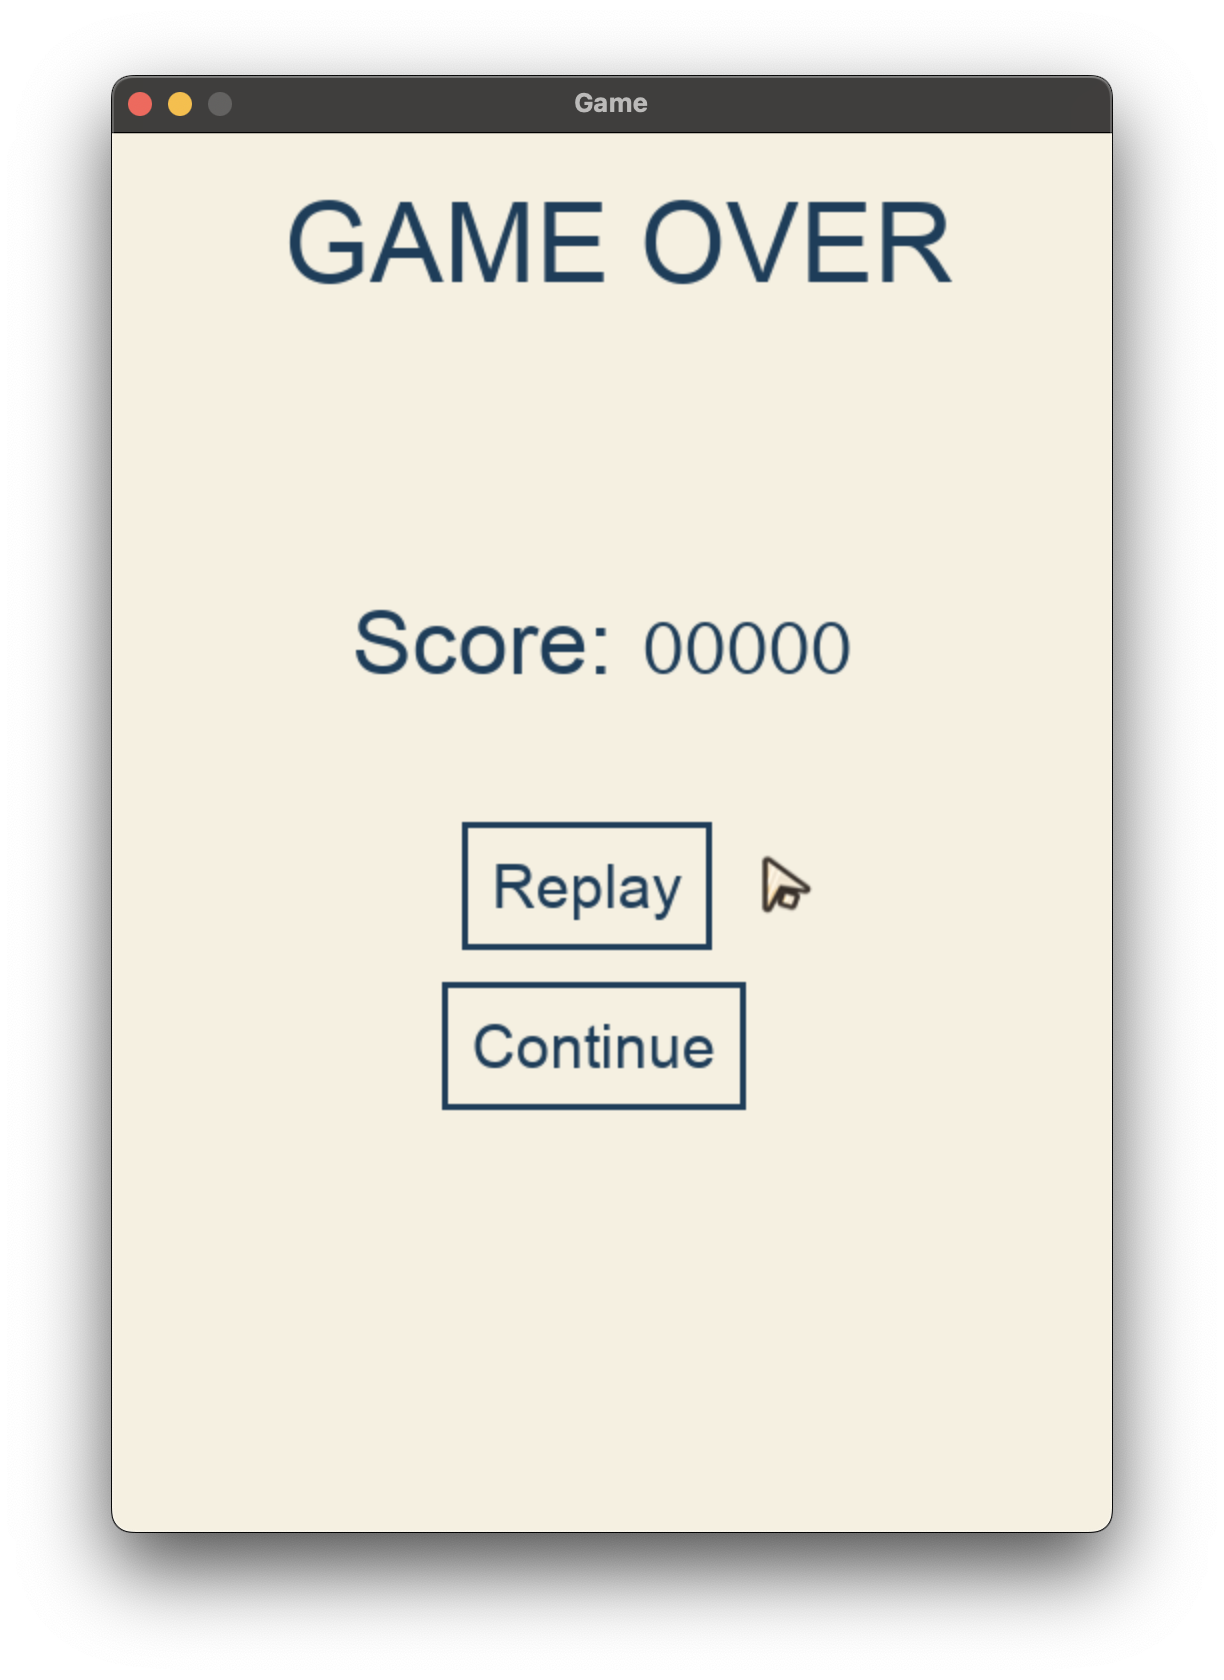 Game
GAME OVER
Score: 00000
Replay
Continue